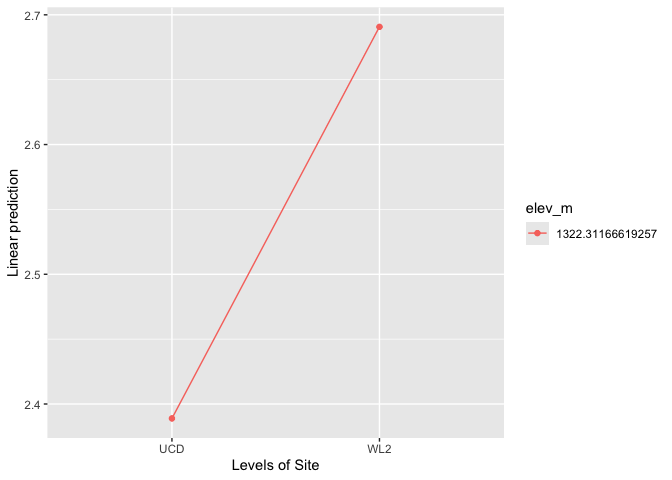 2.7
2.6
2.5
2.4
Linear prediction
UCD
WL2
Levels of Site
elev_m
1322.31166619257